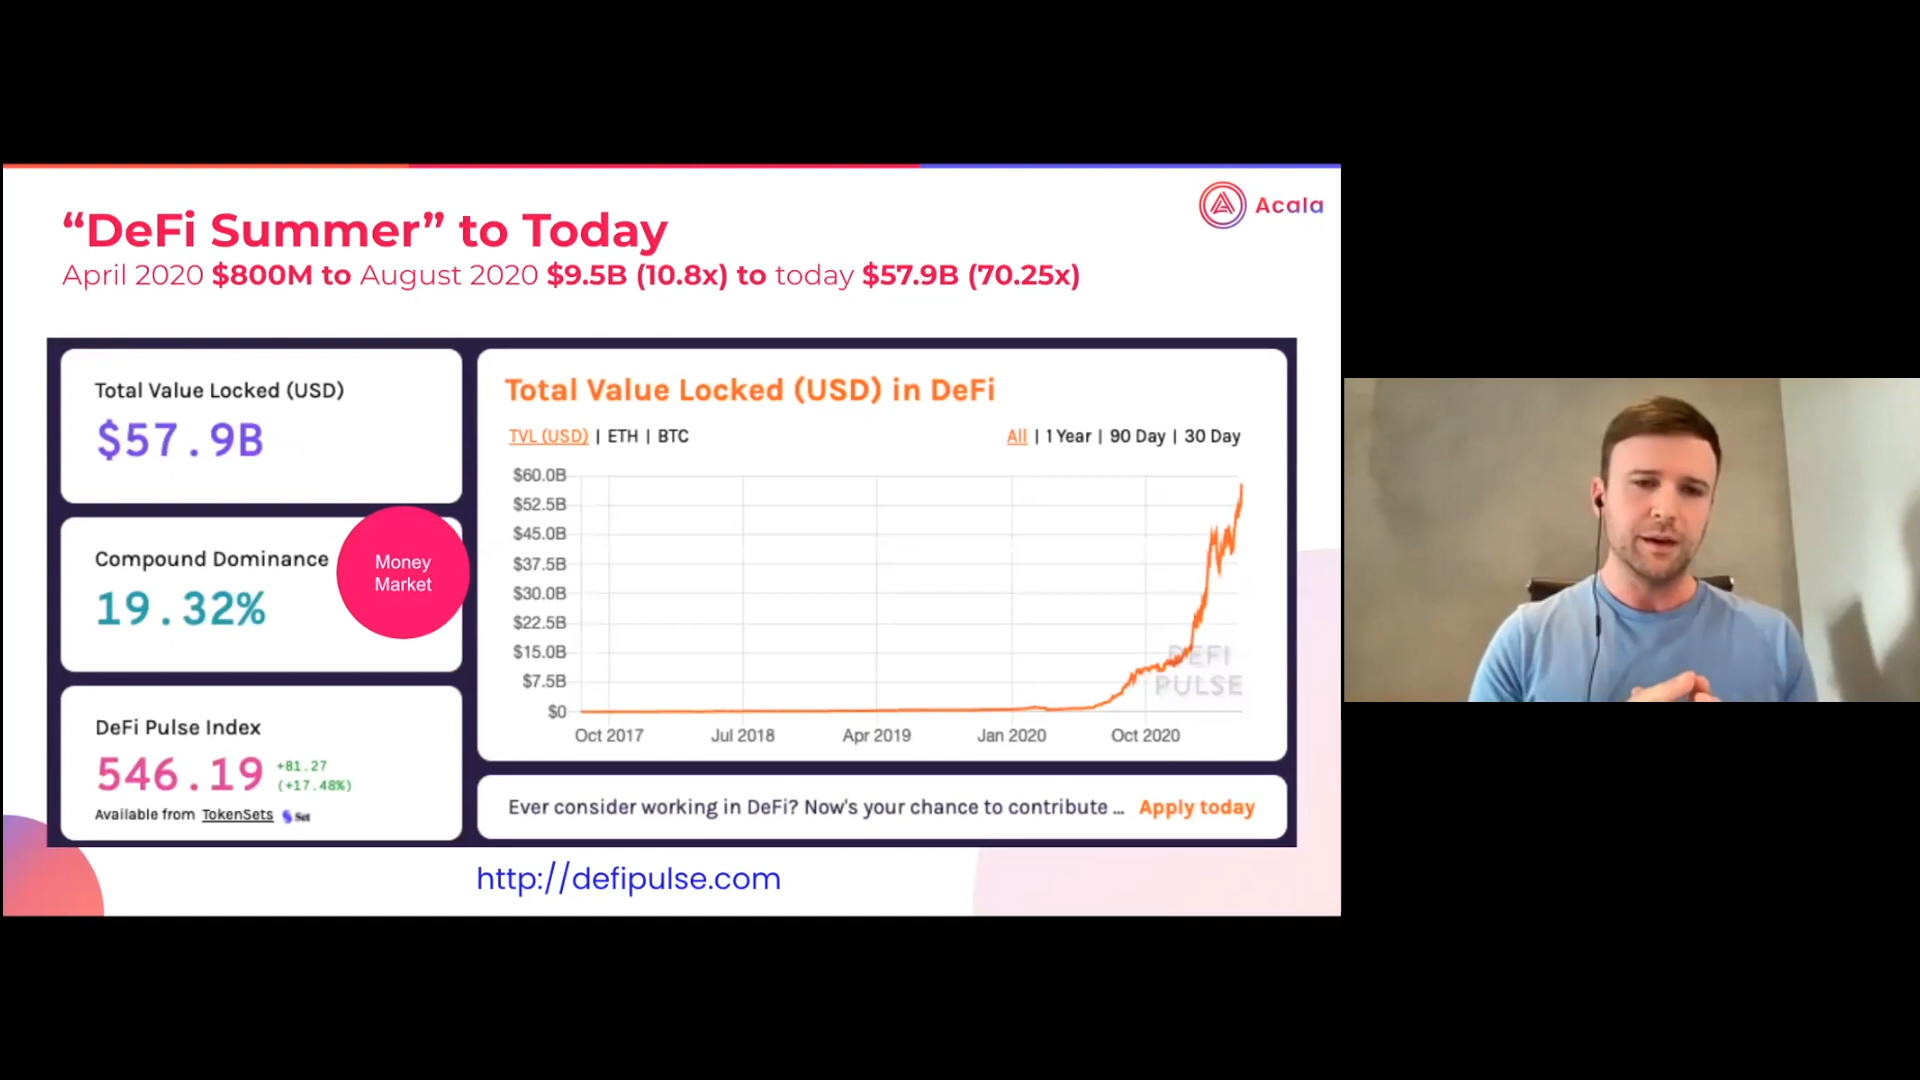 “DeFi Summer” to Today
April 2020 $800M to August 2020 $9.5B (10.8x) to today $57.9B (70.25x)
Acala
Total Value Locked (USD)
$57.9B
Compound Dominance
19.32%
Money
Market
DeFi Pulse Index
546.19
+81.27
(+17.48%)
Available from TokenSets Set
Total Value Locked (USD) in DeFi
TVL (USD) | ETH | BTC
All | 1 Year | 90 Day | 30 Day
$60.0B
$52.5B
$45.0B
$37.5B
$30.0B
$22.5B
$15.0B
$7.5B
$0
DEFI
PULSE
Oct 2017 Jul 2018 Apr 2019 Jan 2020 Oct 2020
Ever consider working in DeFi? Now's your chance to contribute ... Apply today
http://defipulse.com